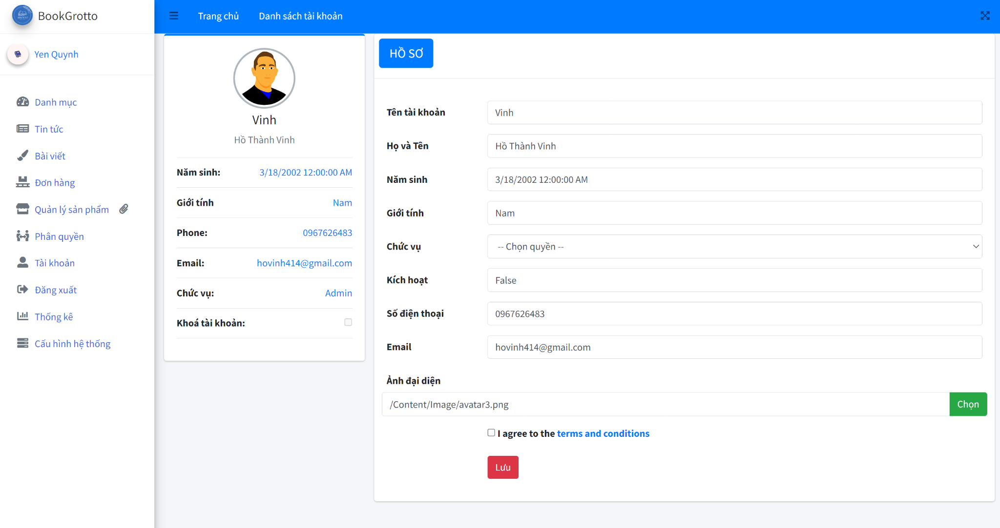 BookGrotto
Yen Quynh
Danh mục
Tin tức
Bài viết
Đơn hàng
Quản lý sản phẩm
Phân quyền
Tài khoản
Đăng xuất
Thống kê
Cấu hình hệ thống
Trang chủ
Danh sách tài khoản
Vinh
Hồ Thành Vinh
Năm sinh: 3/18/2002 12:00:00 AM
Giới tính Nam
Phone: 0967626483
Email: hovinh414@gmail.com
Chức vụ: Admin
Khoá tài khoản:
HỒ SƠ
Tên tài khoản Vinh
Họ và Tên Hồ Thành Vinh
Năm sinh 3/18/2002 12:00:00 AM
Giới tính Nam
Chức vụ -- Chọn quyền --
Kích hoạt False
Số điện thoại 0967626483
Email hovinh414@gmail.com
Ảnh đại diện
/Content/Image/avatar3.png Chọn
I agree to the terms and conditions
Lưu